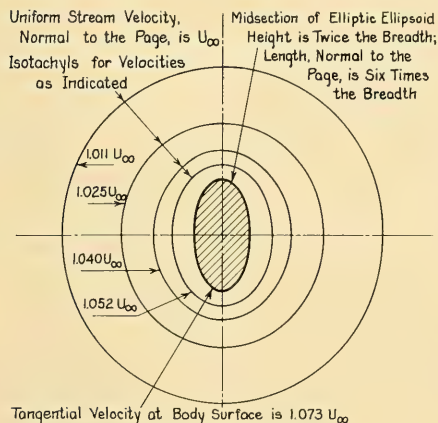 Uniform Stream Velocity,
Normal to the Page, is U∞
Isotachyls for Velocities
as Indicated
Midsection of Elliptic Ellipsoid
Height is Twice the Breadth;
Length, Normal to the
Page, is Six Times
the Breadth
1.011 U∞
1.025U∞
1.040U∞
1.052 U∞
Tangential Velocity at Body Surface is 1.073 U∞